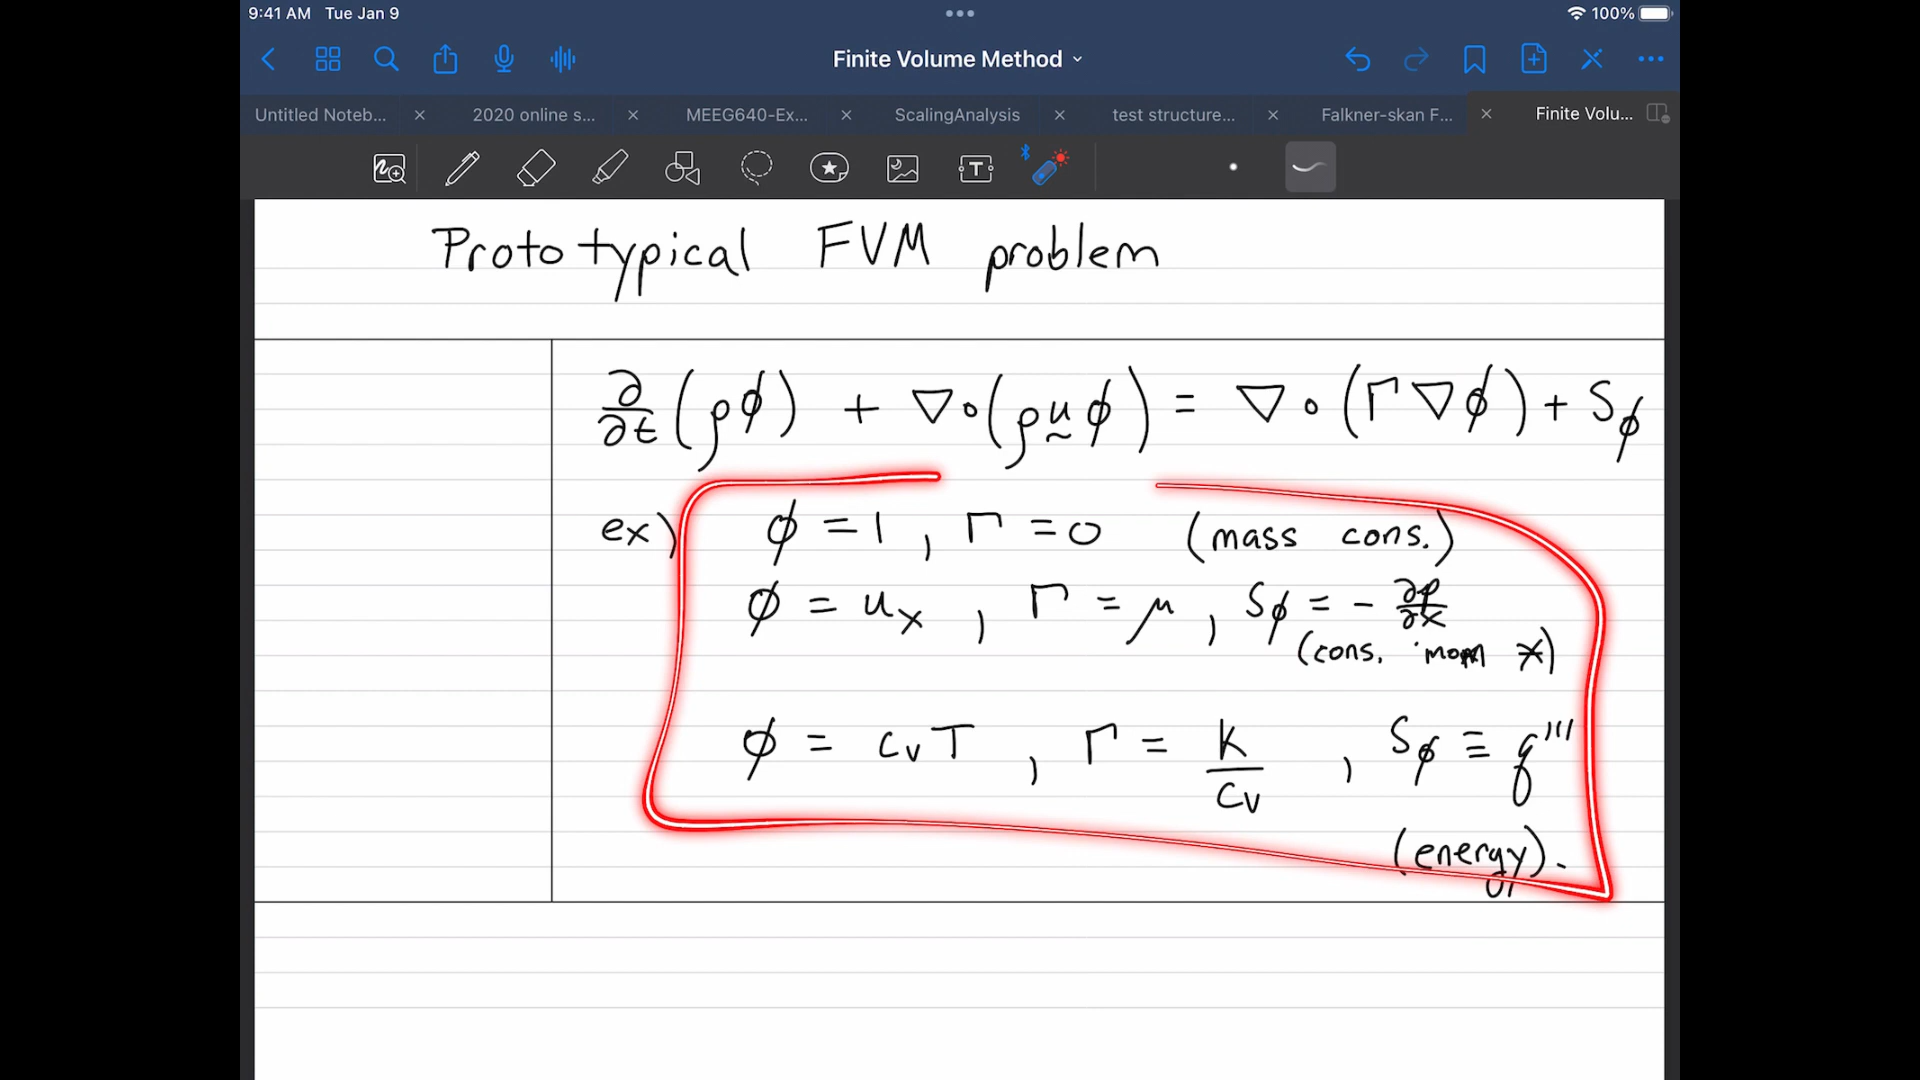 9:41 AM Tue Jan 9 100%
Finite Volume Method
Untitled Noteb... 2020 online s... MEEG640-Ex... ScalingAnalysis test structure... Falkner-skan F... Finite Volu...
T
Prototypical FVM problem
∂/∂t (ρϕ) + ∇∘(ρṵϕ) = ∇∘(Γ∇ϕ) + Sϕ
ex) ϕ = 1 , Γ = 0 (mass cons.)
ϕ = uₓ , Γ = μ , Sϕ = - ∂p/∂x
(cons. mom x)
ϕ = cᵥT , Γ = k/cᵥ , Sϕ ≡ q'''
(energy).